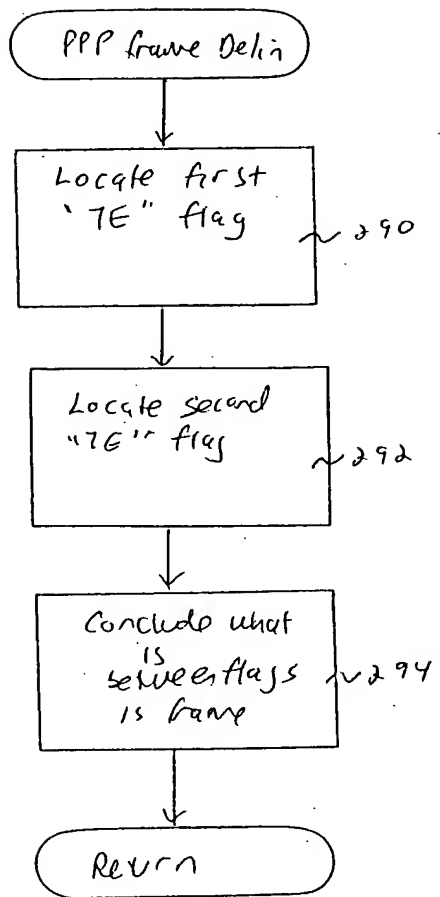 PPP frame Delin
Locate first
"7E" flag
290
Locate second
"7E" flag
292
Conclude what
is
between flags
is frame
294
Return